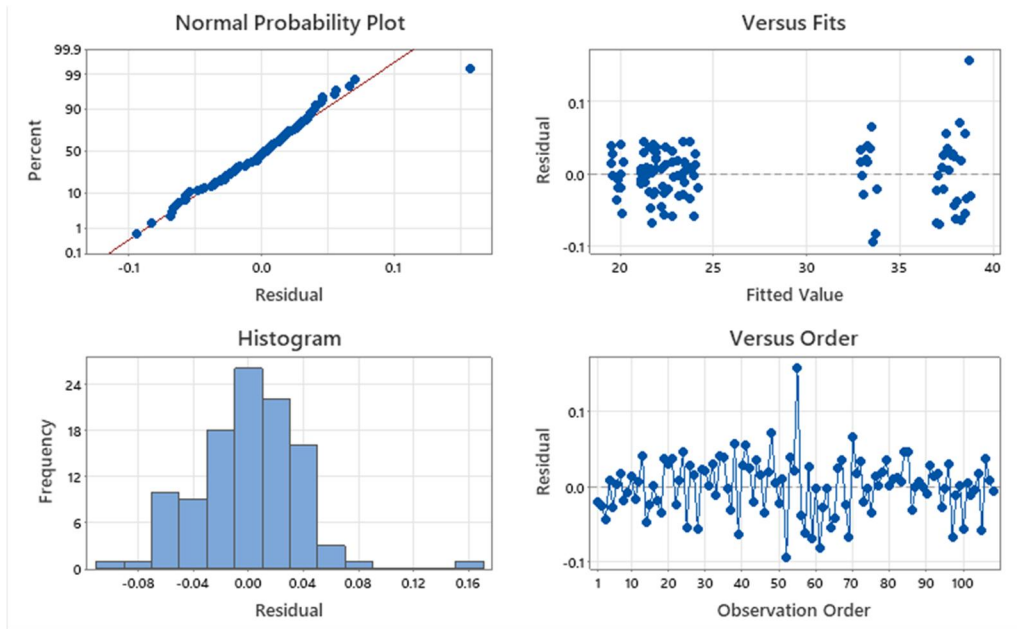 Normal Probability Plot
99.9
99
90
50
10
1
0.1
Percent
-0.1 0.0 0.1
Residual
Versus Fits
0.1
0.0
-0.1
Residual
20 25 30 35 40
Fitted Value
Histogram
24
18
12
6
0
Frequency
-0.08 -0.04 0.00 0.04 0.08 0.12 0.16
Residual
Versus Order
0.1
0.0
-0.1
Residual
1 10 20 30 40 50 60 70 80 90 100
Observation Order